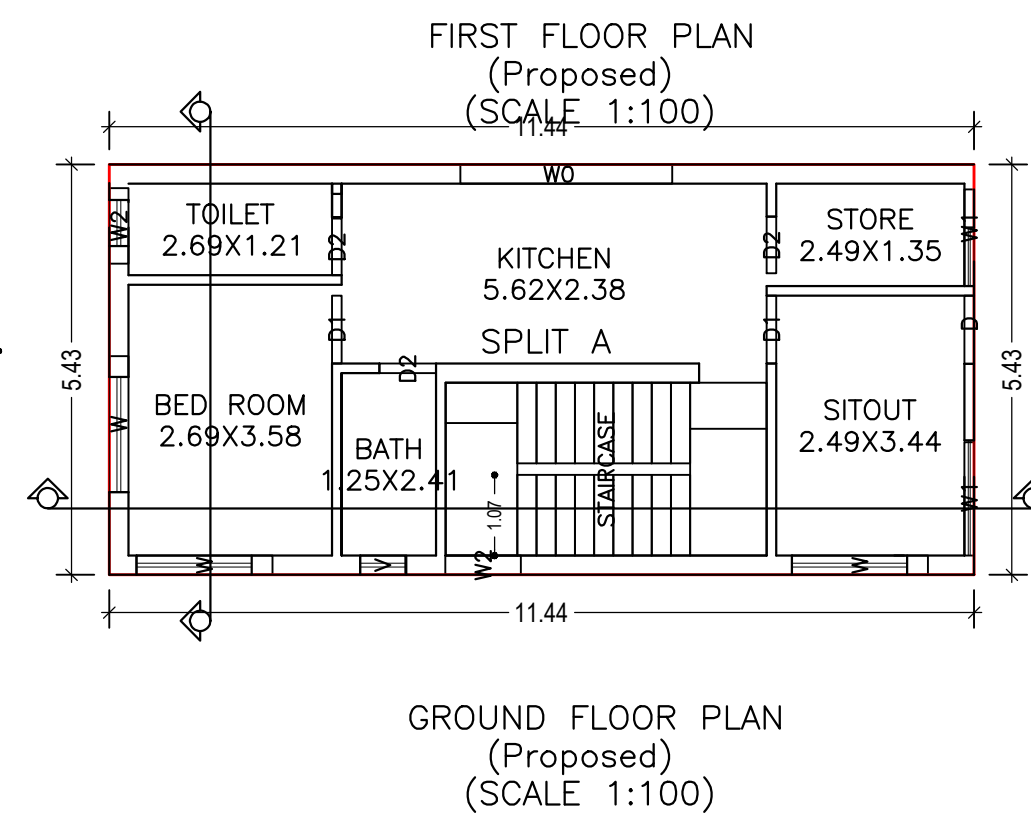 FIRST FLOOR PLAN
(Proposed)
(SCALE 1:100)
11.44
WO
W2
TOILET
2.69X1.21
D2
KITCHEN
5.62X2.38
D2
STORE
2.49X1.35
W1
5.43
D1
SPLIT A
D1
D
5.43
D2
W
BED ROOM
2.69X3.58
BATH
1.25X2.41
STAIRCASE
SITOUT
2.49X3.44
1.07
W1
W
V
W2
W
11.44
GROUND FLOOR PLAN
(Proposed)
(SCALE 1:100)